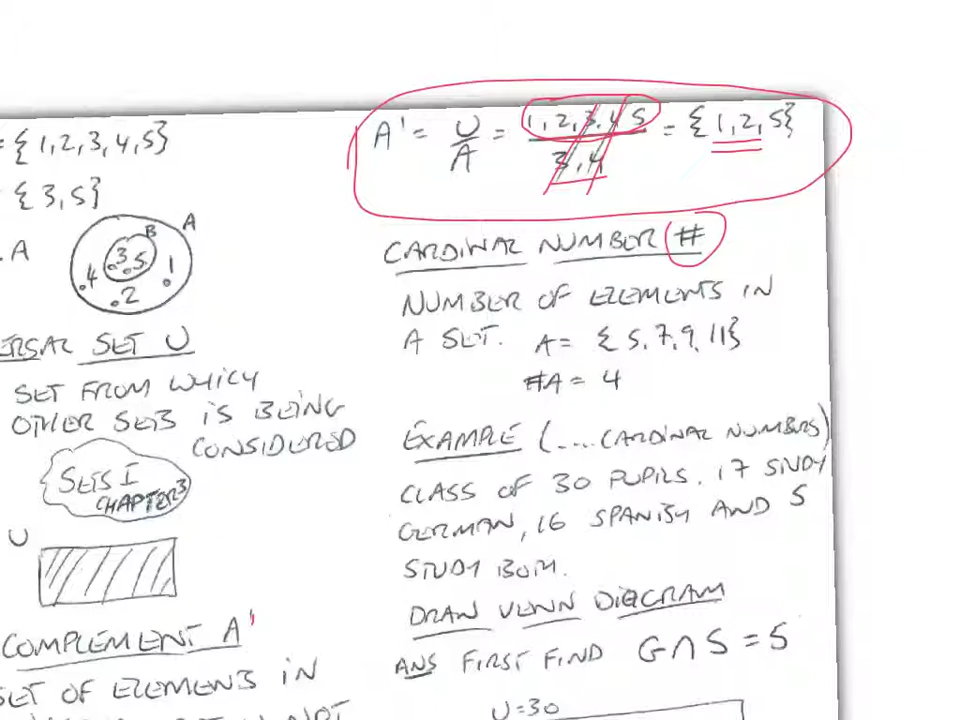 = { 1,2,3,4,5}
= { 3,5}
. A
B A
3 5
4 1
2
ERSAL SET U
SET FROM WHICH
OTHER SETS IS BEING
CONSIDERED
SETS I
CHAPTER 3
U
COMPLEMENT A'
SET OF ELEMENTS IN
NOT
A' = U/A = 1,2,3,4 5/3,4 = { 1,2,5}
CARDINAL NUMBER #
NUMBER OF ELEMENTS IN
A SET. A = { 5,7,9,11}
#A = 4
EXAMPLE (....CARDINAL NUMBERS)
CLASS OF 30 PUPILS. 17 STUDY
GERMAN, 16 SPANISH AND 5
STUDY BOTH.
DRAW VENN DIAGRAM
ANS FIRST FIND G∩S = 5
U=30